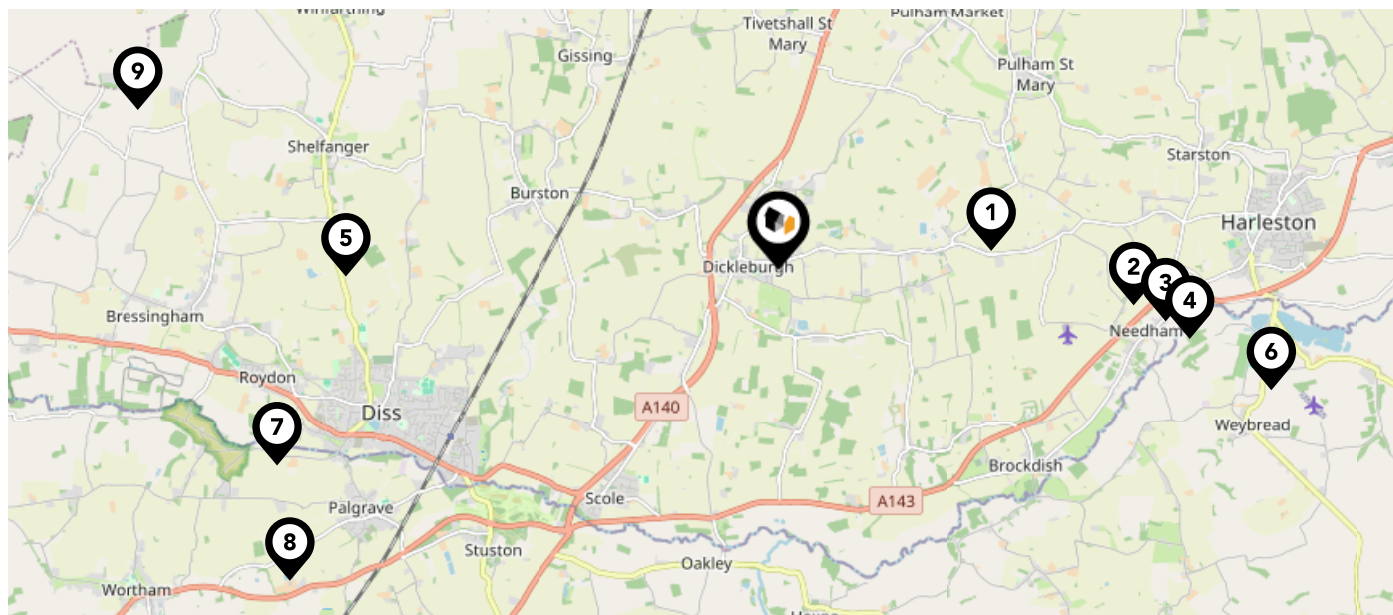 Winfarthing
Tivetshall St
Mary
Pulham Market
Gissing
Pulham St
Mary
9
Shelfanger
Starston
Burston
1
Harleston
5
Dickleburgh
2
3
4
Bressingham
Needham
6
Roydon
A140
Diss
7
Weybread
Brockdish
Scole
A143
Palgrave
8
Stuston
Oakley
Wortham